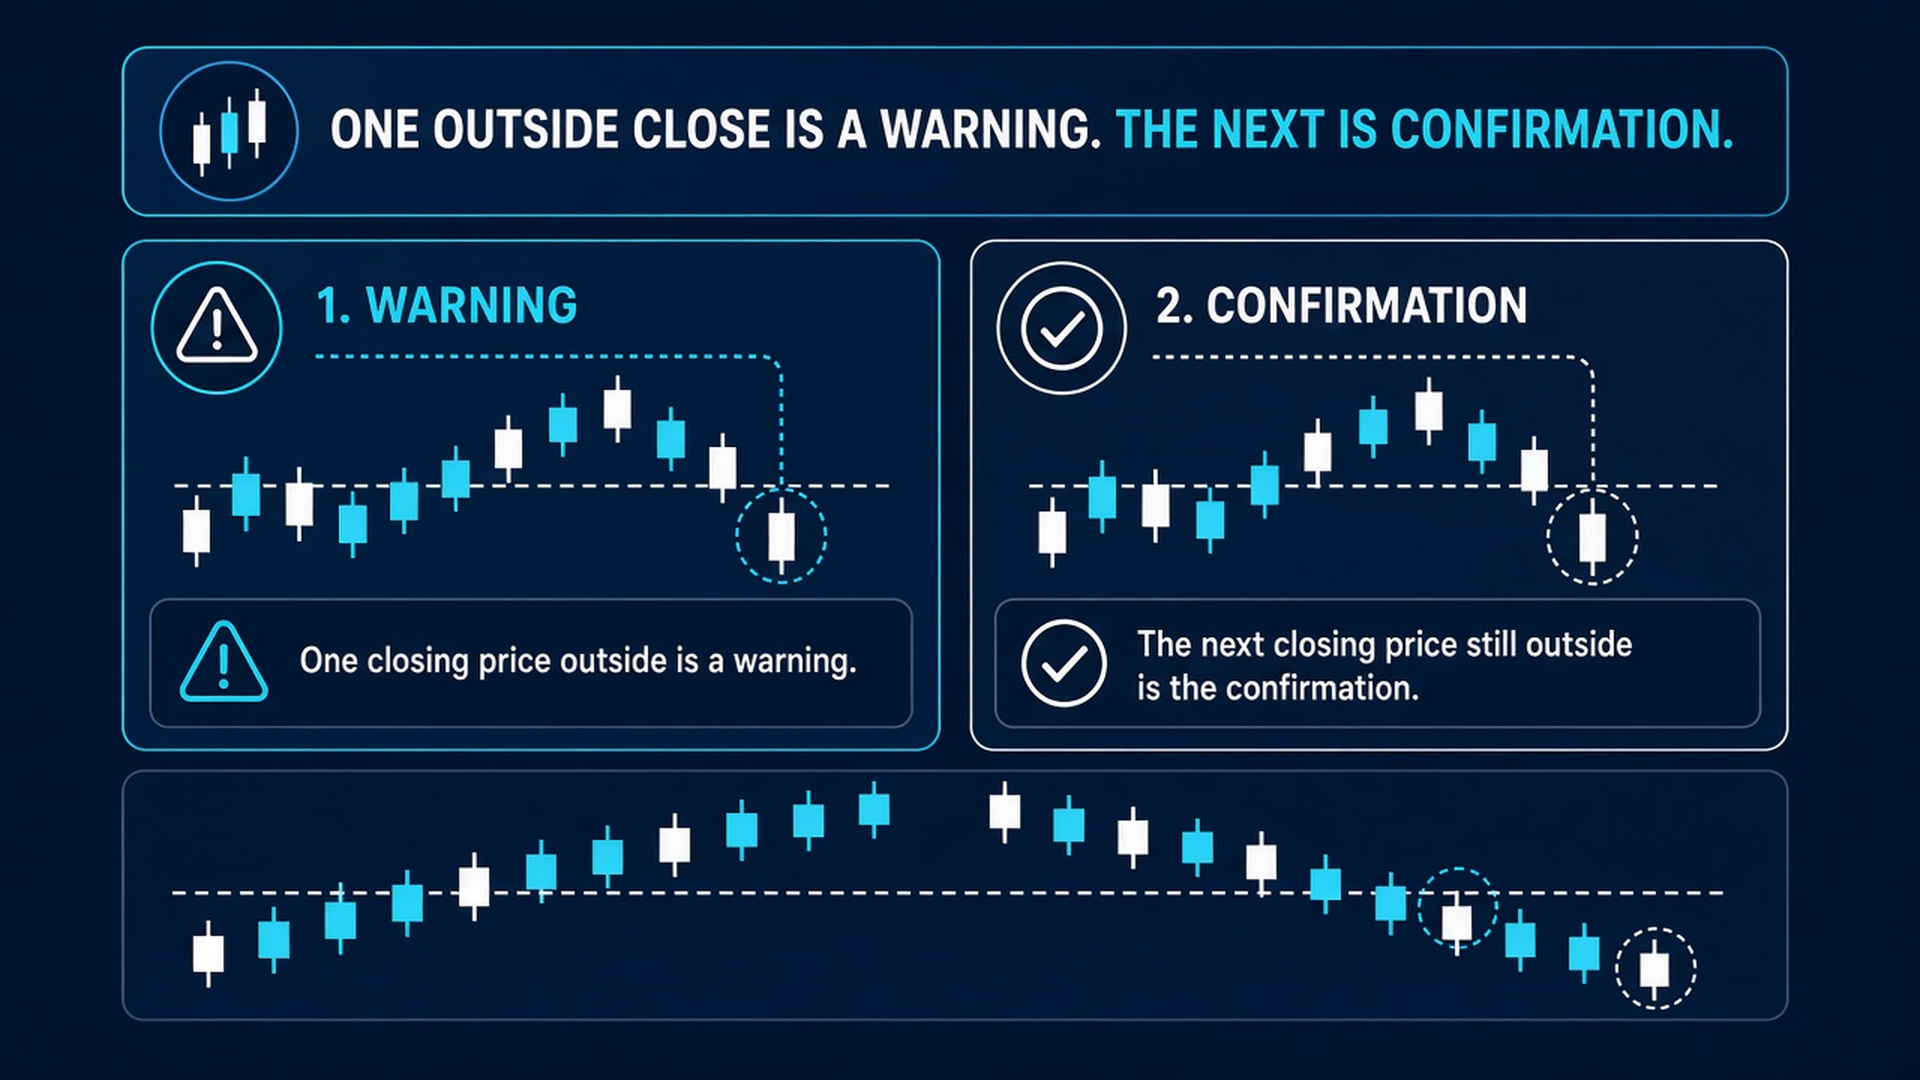 ONE OUTSIDE CLOSE IS A WARNING. THE NEXT IS CONFIRMATION.
1. WARNING
One closing price outside is a warning.
2. CONFIRMATION
The next closing price still outside
is the confirmation.